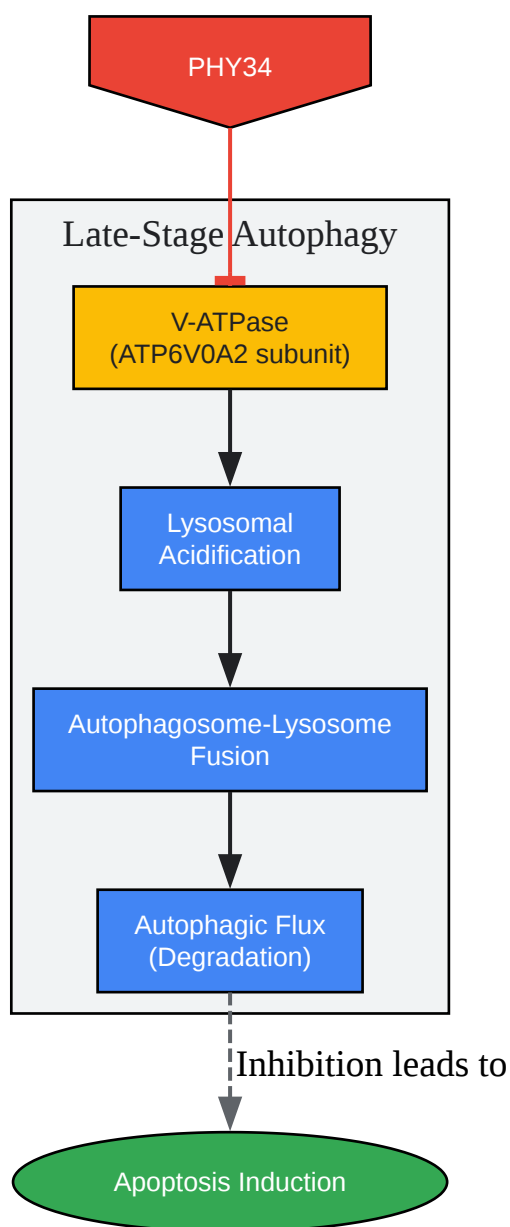 PHY34
Late-Stage Autophagy
V-ATPase
(ATP6V0A2 subunit)
Lysosomal
Acidification
Autophagosome-Lysosome
Fusion
Autophagic Flux
(Degradation)
Inhibition leads to
Apoptosis Induction